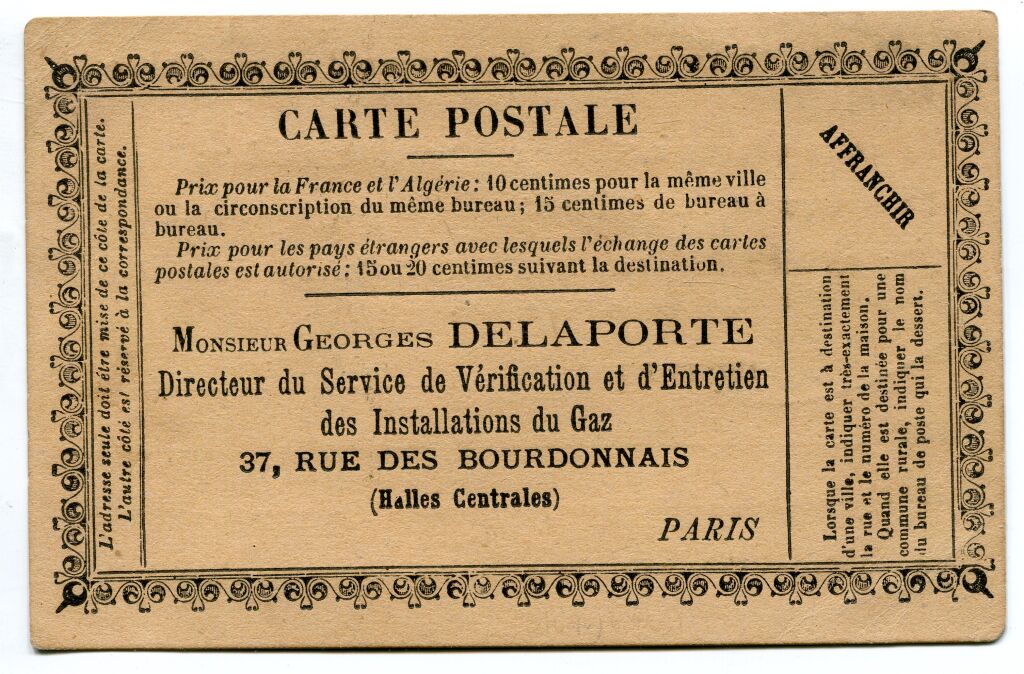 CARTE POSTALE
Prix pour la France et l'Algérie: 10 centimes pour la même ville
ou la circonscription du même bureau; 15 centimes de bureau à
bureau.
Prix pour les pays étrangers avec lesquels l'échange des cartes
postales est autorisé: 15 ou 20 centimes suivant la destination.
MONSIEUR GEORGES DELAPORTE
Directeur du Service de Vérification et d'Entretien
des Installations du Gaz
37, RUE DES BOURDONNAIS
(Halles Centrales)
PARIS
L'adresse seule doit être mise de ce côte de la carte.
L'autre côté est réservé à la correspondance.
AFFRANCHIR
Lorsque la carte est à destination
d'une ville, indiquer très-exactement
la rue et le numéro de la maison.
Quand elle est destinée pour une
commune rurale, indiquer le nom
du bureau de poste qui la dessert.